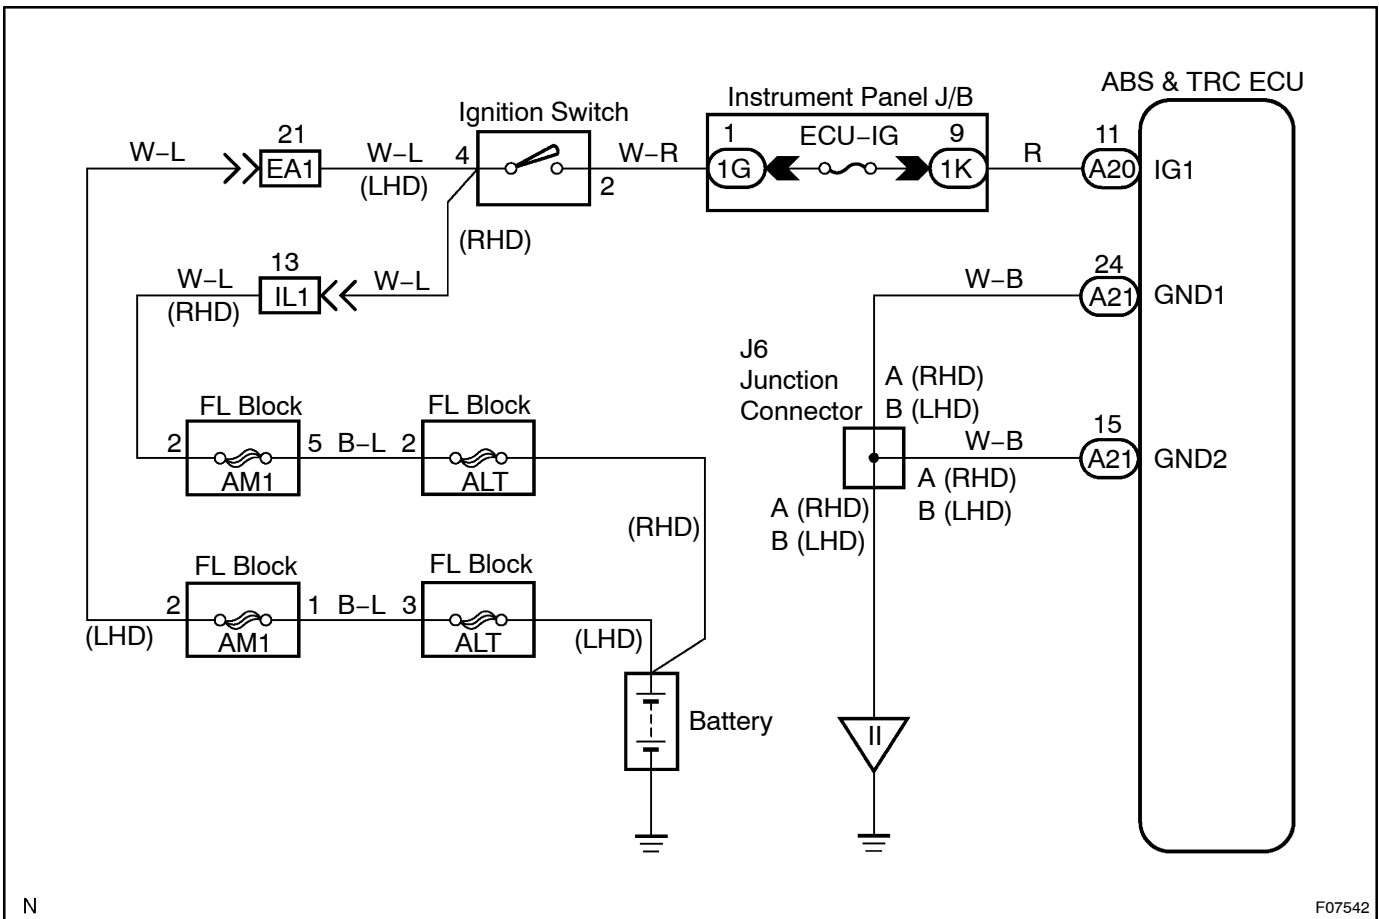 ABS & TRC ECU
Instrument Panel J/B
Ignition Switch
21
1
ECU−IG
9
11
W−L
W−L
4
W−R
R
EA1
1G
1K
A20
IG1
(LHD)
2
(RHD)
13
24
W−L
W−L
W−B
IL1
A21
GND1
(RHD)
J6
Junction
Connector
A (RHD)
B (LHD)
FL Block
FL Block
15
2
5
B−L
2
W−B
A21
GND2
AM1
ALT
A (RHD)
B (LHD)
A (RHD)
B (LHD)
(RHD)
FL Block
FL Block
2
1
B−L
3
(LHD)
AM1
ALT
(LHD)
Battery
II
N
F07542